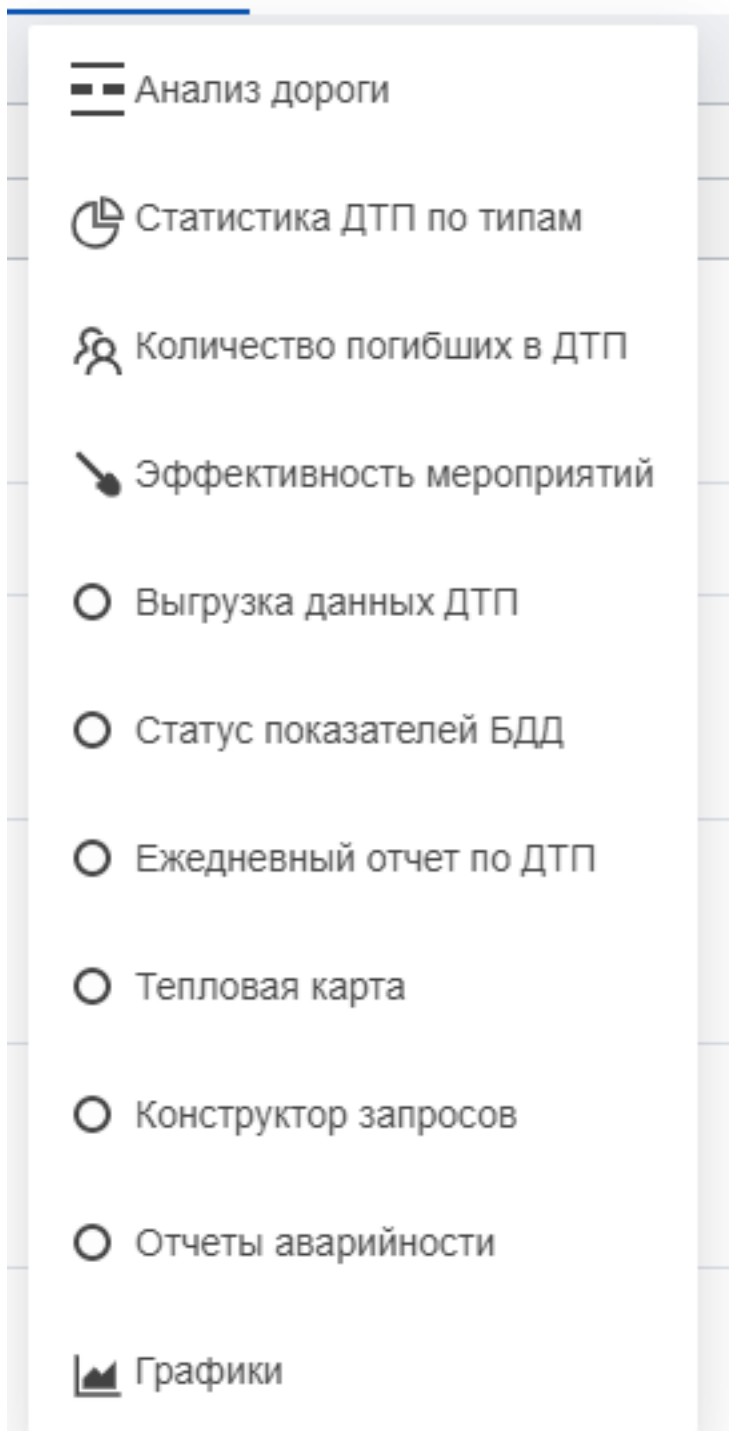 Анализ дороги
Статистика ДТП по типам
Количество погибших в ДТП
Эффективность мероприятий
Выгрузка данных ДТП
Статус показателей БДД
Ежедневный отчет по ДТП
Тепловая карта
Конструктор запросов
Отчеты аварийности
Графики